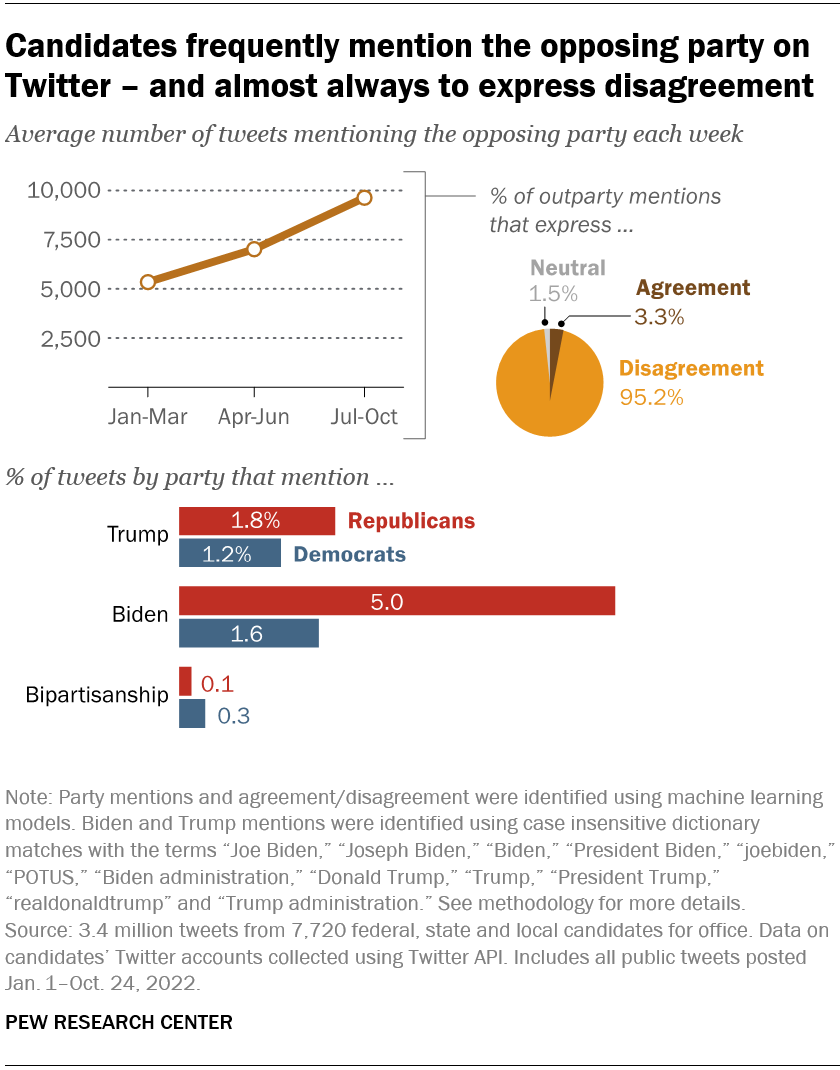 Candidates frequently mention the opposing party on
Twitter – and almost always to express disagreement
Average number of tweets mentioning the opposing party each week
10,000
7,500
5,000
2,500
Jan-Mar
Apr-Jun
Jul-Oct
% of outparty mentions
that express ...
Neutral
1.5%
Agreement
3.3%
Disagreement
95.2%
% of tweets by party that mention ...
Trump
1.8%
Republicans
1.2%
Democrats
Biden
5.0
1.6
Bipartisanship
0.1
0.3
Note: Party mentions and agreement/disagreement were identified using machine learning
models. Biden and Trump mentions were identified using case insensitive dictionary
matches with the terms “Joe Biden,” “Joseph Biden,” “Biden,” “President Biden,” “joebiden,”
“POTUS,” “Biden administration,” “Donald Trump,” “Trump,” “President Trump,”
“realdonaldtrump” and “Trump administration.” See methodology for more details.
Source: 3.4 million tweets from 7,720 federal, state and local candidates for office. Data on
candidates’ Twitter accounts collected using Twitter API. Includes all public tweets posted
Jan. 1–Oct. 24, 2022.
PEW RESEARCH CENTER